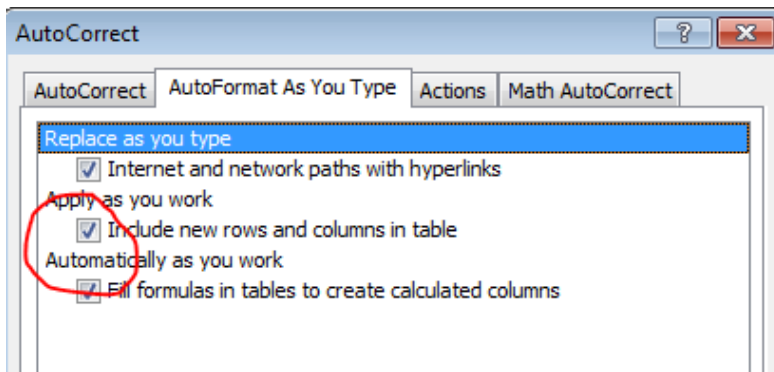 AutoCorrect
AutoCorrect AutoFormat As You Type Actions Math AutoCorrect
Replace as you type
Internet and network paths with hyperlinks
Apply as you work
Include new rows and columns in table
Automatically as you work
Fill formulas in tables to create calculated columns